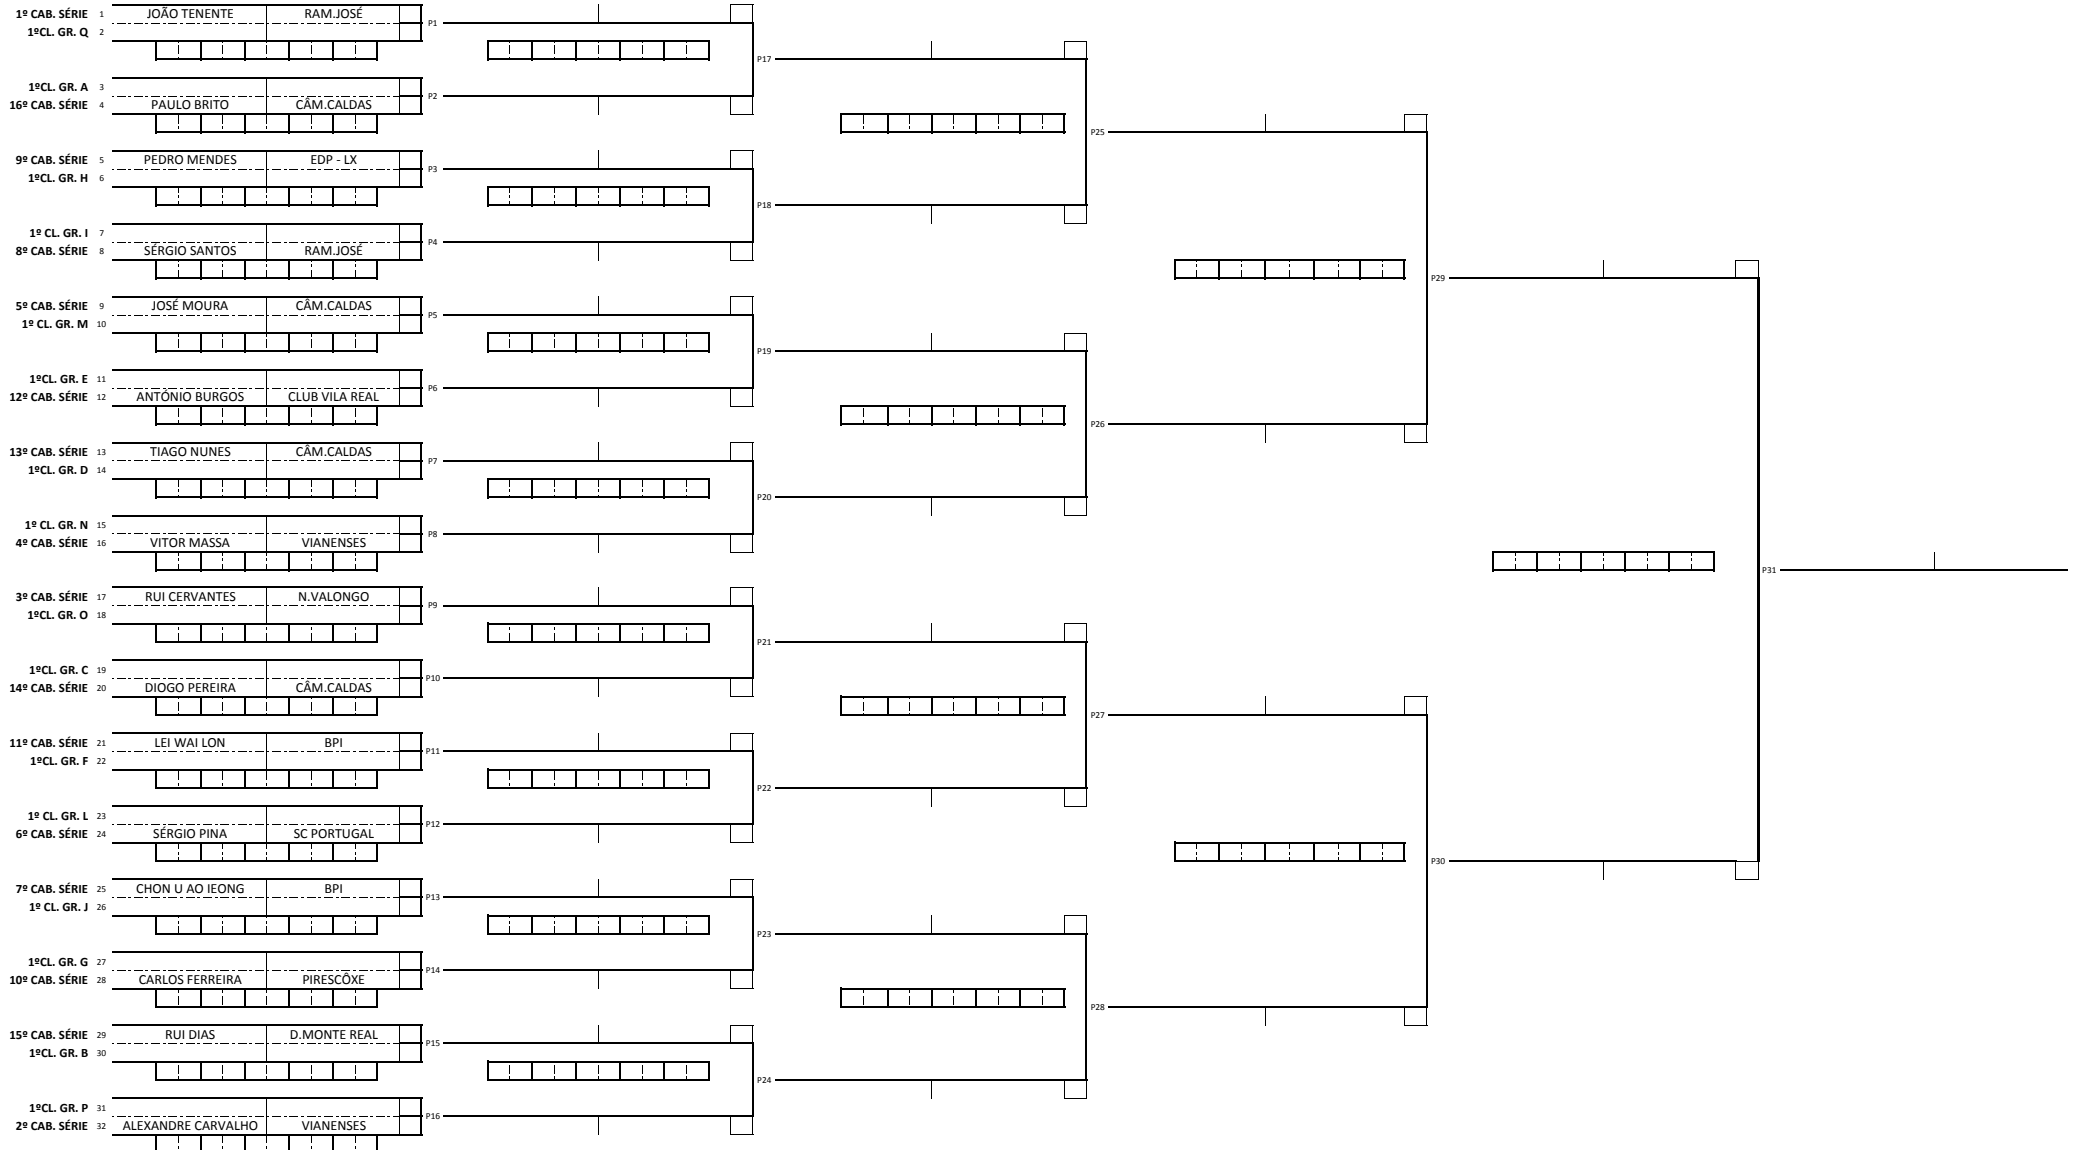 1º CAB. SÉRIE 1 JOÃO TENENTE RAM.JOSÉ
P1
1ºCL. GR. Q 2
P17
1ºCL. GR. A 3
P2
16º CAB. SÉRIE 4 PAULO BRITO CÂM.CALDAS
P25
9º CAB. SÉRIE 5 PEDRO MENDES EDP - LX
P3
1ºCL. GR. H 6
P18
1º CL. GR. I 7
P4
8º CAB. SÉRIE 8 SÉRGIO SANTOS RAM.JOSÉ
P29
5º CAB. SÉRIE 9 JOSÉ MOURA CÂM.CALDAS
P5
1º CL. GR. M 10
P19
1ºCL. GR. E 11
P6
12º CAB. SÉRIE 12 ANTÓNIO BURGOS CLUB VILA REAL
P26
13º CAB. SÉRIE 13 TIAGO NUNES CÂM.CALDAS
P7
1ºCL. GR. D 14
P20
1º CL. GR. N 15
P8
4º CAB. SÉRIE 16 VITOR MASSA VIANENSES
P31
3º CAB. SÉRIE 17 RUI CERVANTES N.VALONGO
P9
1ºCL. GR. O 18
P21
1ºCL. GR. C 19
P10
14º CAB. SÉRIE 20 DIOGO PEREIRA CÂM.CALDAS
P27
11º CAB. SÉRIE 21 LEI WAI LON BPI
P11
1ºCL. GR. F 22
P22
1º CL. GR. L 23
P12
6º CAB. SÉRIE 24 SÉRGIO PINA SC PORTUGAL
P30
7º CAB. SÉRIE 25 CHON U AO IEONG BPI
P13
1º CL. GR. J 26
P23
1ºCL. GR. G 27
P14
10º CAB. SÉRIE 28 CARLOS FERREIRA PIRESCÔXE
P28
15º CAB. SÉRIE 29 RUI DIAS D.MONTE REAL
P15
1ºCL. GR. B 30
P24
1ºCL. GR. P 31
P16
2º CAB. SÉRIE 32 ALEXANDRE CARVALHO VIANENSES